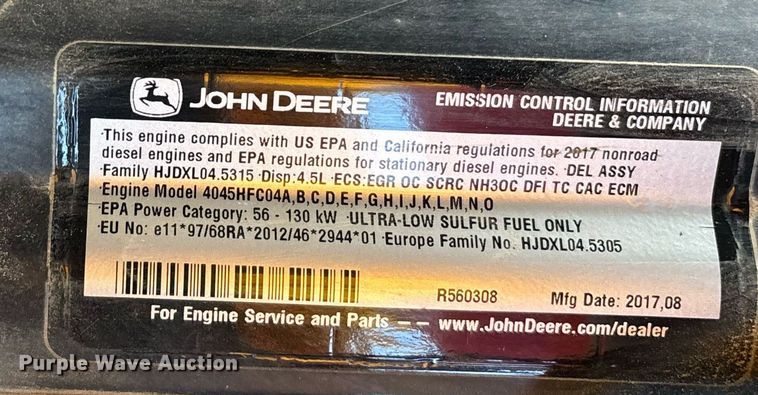 JOHN DEERE
EMISSION CONTROL INFORMATION
DEERE & COMPANY
·This engine complies with US EPA and California regulations for 2017 nonroad
diesel engines and EPA regulations for stationary diesel engines. ·DEL ASSY
·Family HJDXL04.5315 ·Disp:4.5L ·ECS:EGR OC SCRC NH3OC DFI TC CAC ECM
·Engine Model 4045HFC04A,B,C,D,E,F,G,H,I,J,K,L,M,N,O
·EPA Power Category: 56 - 130 kW ·ULTRA-LOW SULFUR FUEL ONLY
·EU No: e11*97/68RA*2012/46*2944*01 ·Europe Family No. HJDXL04.5305
R560308 Mfg Date: 2017,08
For Engine Service and Parts – – www.JohnDeere.com/dealer
Purple Wave Auction